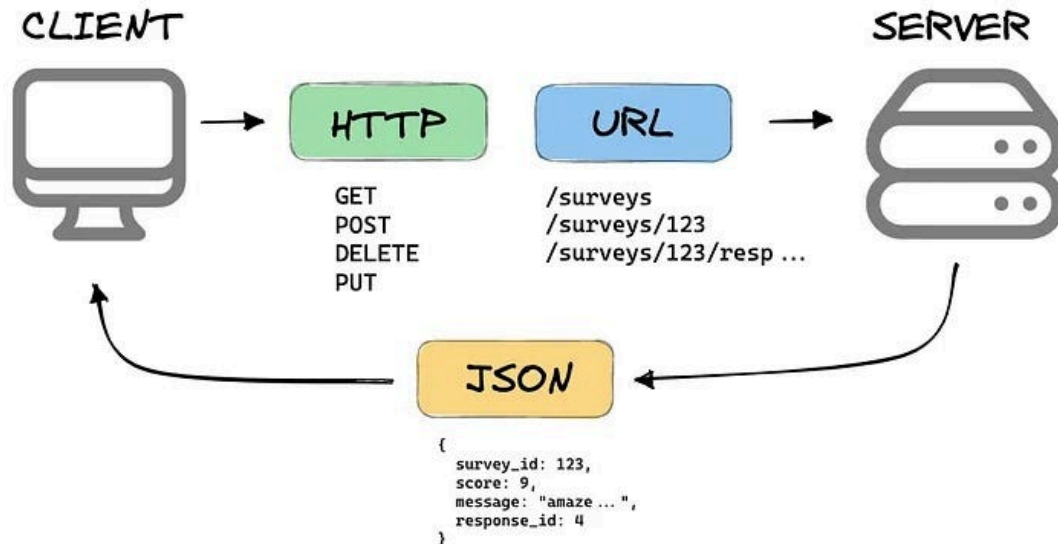 CLIENT
SERVER
HTTP
URL
GET
POST
DELETE
PUT
/surveys
/surveys/123
/surveys/123/resp ...
JSON
{
survey_id: 123,
score: 9,
message: "amaze ... ",
response_id: 4
}